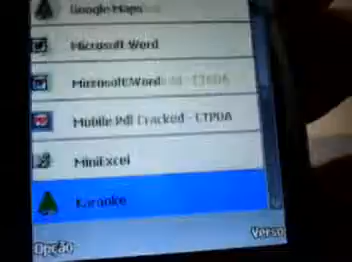 Google Maps
Microsoft Word
Microsoft Word
Mobile Pdf Cracked - CTPDA
MiniExcel
Karaoke
Verso
Opção